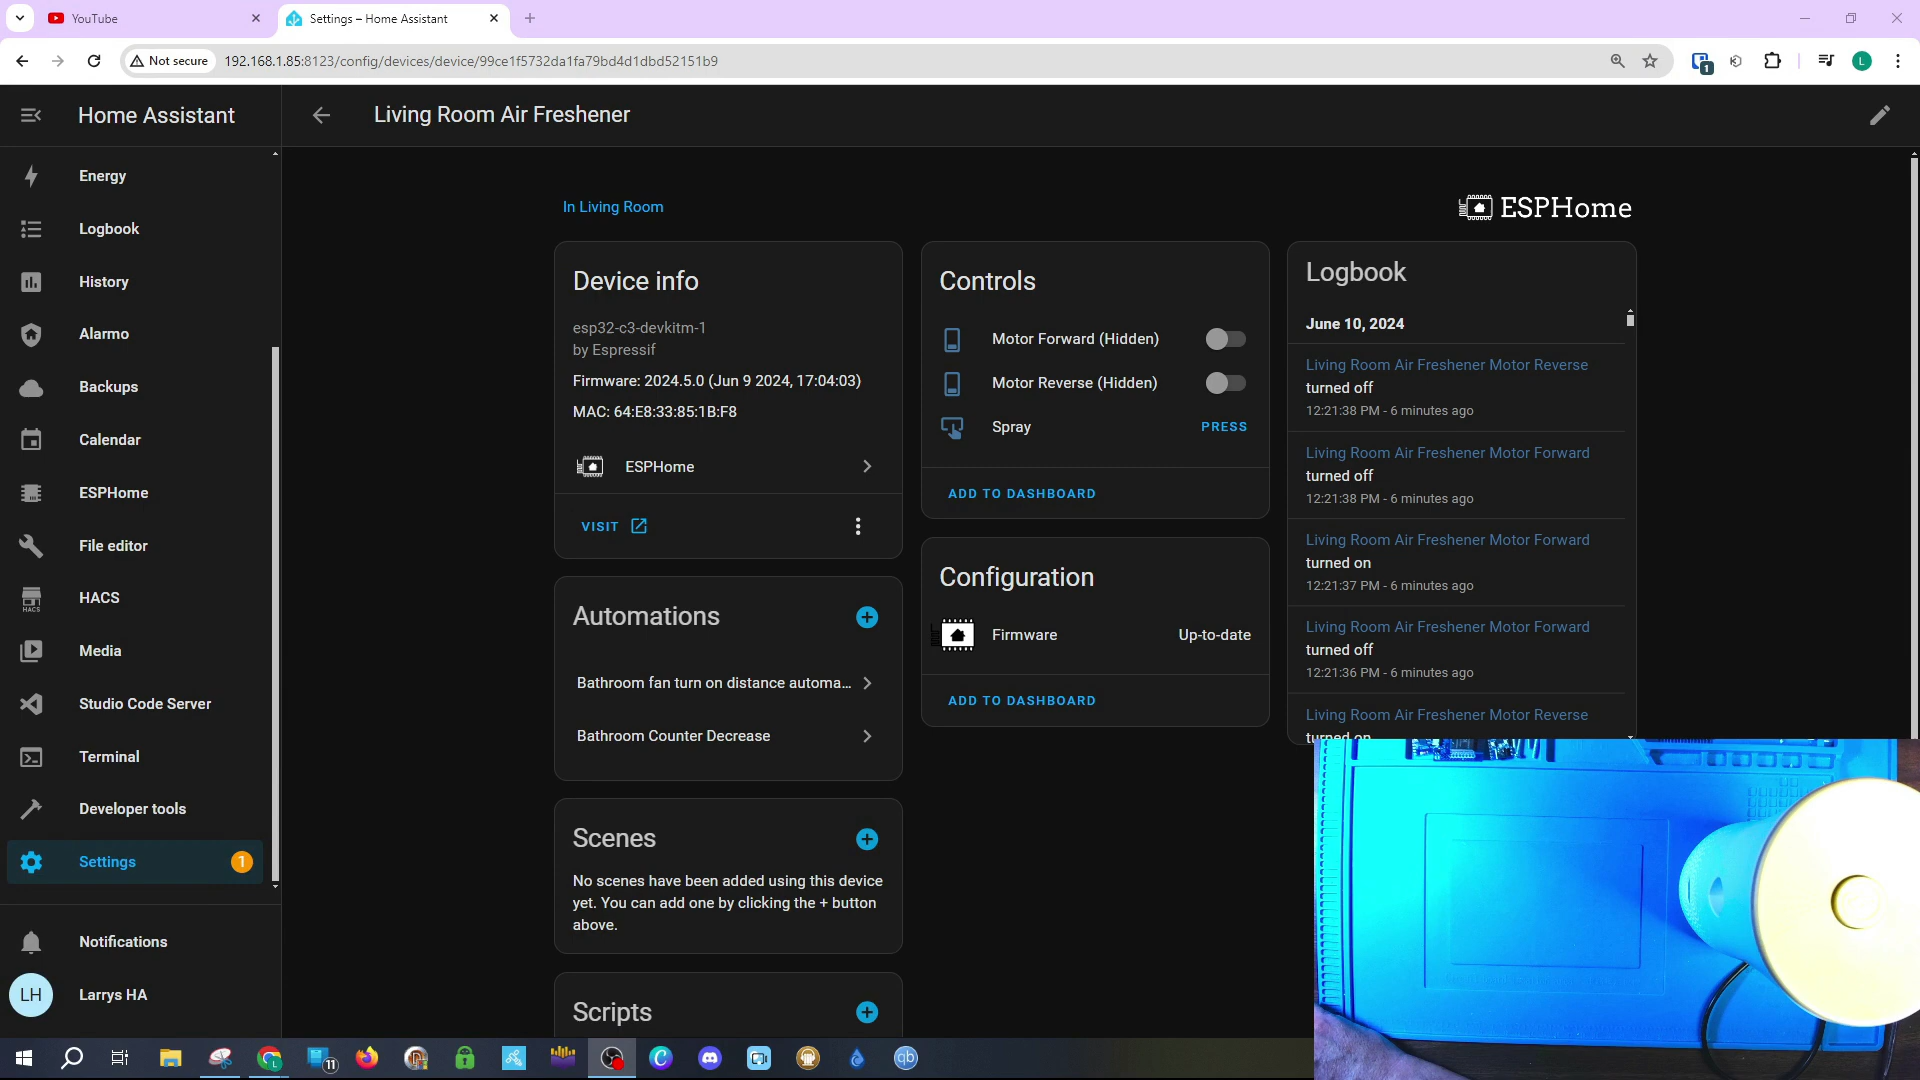 YouTube
Settings – Home Assistant
Not secure
192.168.1.85:8123/config/devices/device/99ce1f5732da1fa79bd4d1dbd52151b9
1
L
Home Assistant
Living Room Air Freshener
Energy
Logbook
History
Alarmo
Backups
Calendar
ESPHome
File editor
HACS
HACS
Media
Studio Code Server
Terminal
Developer tools
Settings
1
Notifications
LH
Larrys HA
In Living Room
ESPHome
Device info
esp32-c3-devkitm-1
by Espressif
Firmware: 2024.5.0 (Jun 9 2024, 17:04:03)
MAC: 64:E8:33:85:1B:F8
ESPHome
VISIT
Automations
Bathroom fan turn on distance automa...
Bathroom Counter Decrease
Scenes
No scenes have been added using this device
yet. You can add one by clicking the + button
above.
Scripts
Controls
Motor Forward (Hidden)
Motor Reverse (Hidden)
Spray
PRESS
ADD TO DASHBOARD
Configuration
Firmware
Up-to-date
ADD TO DASHBOARD
Logbook
June 10, 2024
Living Room Air Freshener Motor Reverse
turned off
12:21:38 PM - 6 minutes ago
Living Room Air Freshener Motor Forward
turned off
12:21:38 PM - 6 minutes ago
Living Room Air Freshener Motor Forward
turned on
12:21:37 PM - 6 minutes ago
Living Room Air Freshener Motor Forward
turned off
12:21:36 PM - 6 minutes ago
Living Room Air Freshener Motor Reverse
turned on
11
L
C
qb